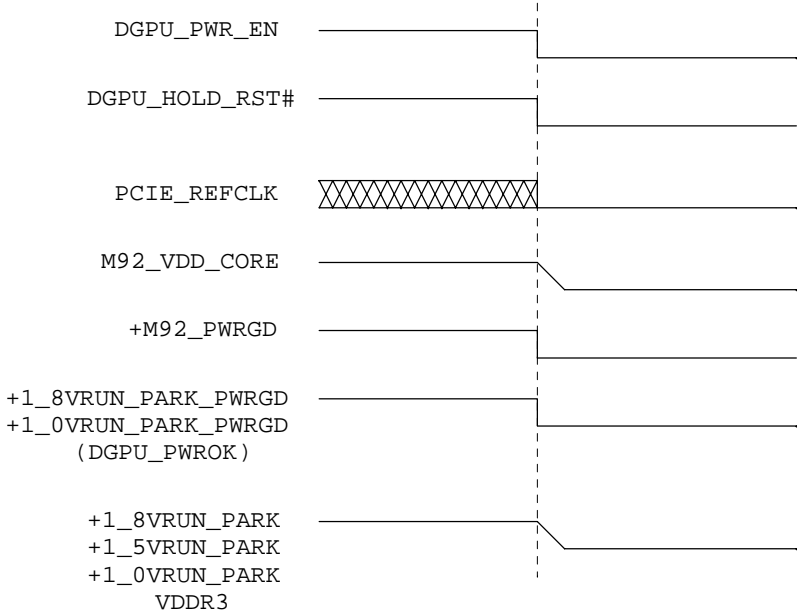 DGPU_PWR_EN
DGPU_HOLD_RST#
PCIE_REFCLK
M92_VDD_CORE
+M92_PWRGD
+1_8VRUN_PARK_PWRGD
+1_0VRUN_PARK_PWRGD
(DGPU_PWROK)
+1_8VRUN_PARK
+1_5VRUN_PARK
+1_0VRUN_PARK
VDDR3